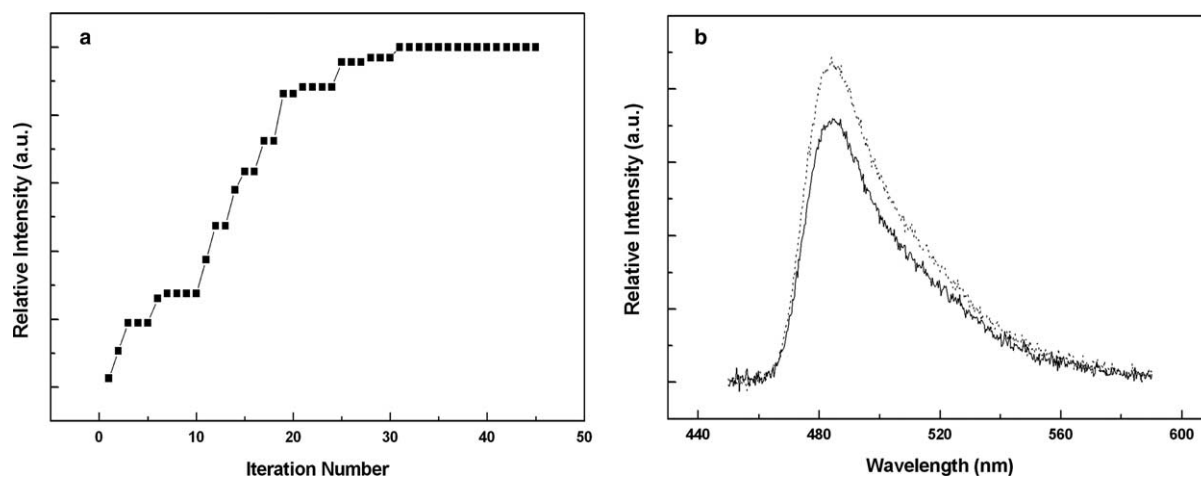 a
Relative Intensity (a.u.)
0 10 20 30 40 50
Iteration Number
b
Relative Intensity (a.u.)
440 480 520 560 600
Wavelength (nm)